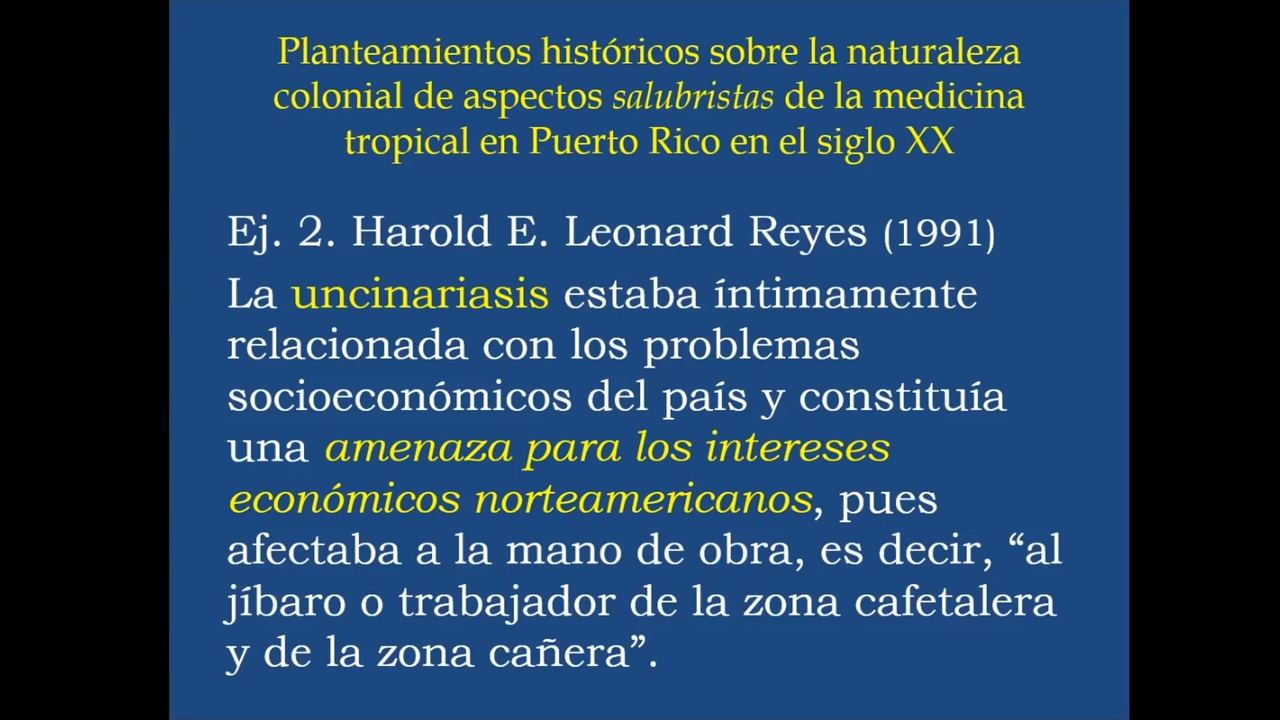 Planteamientos históricos sobre la naturaleza
colonial de aspectos salubristas de la medicina
tropical en Puerto Rico en el siglo XX
Ej. 2. Harold E. Leonard Reyes (1991)
La uncinariasis estaba íntimamente
relacionada con los problemas
socioeconómicos del país y constituía
una amenaza para los intereses
económicos norteamericanos, pues
afectaba a la mano de obra, es decir, “al
jíbaro o trabajador de la zona cafetalera
y de la zona cañera”.